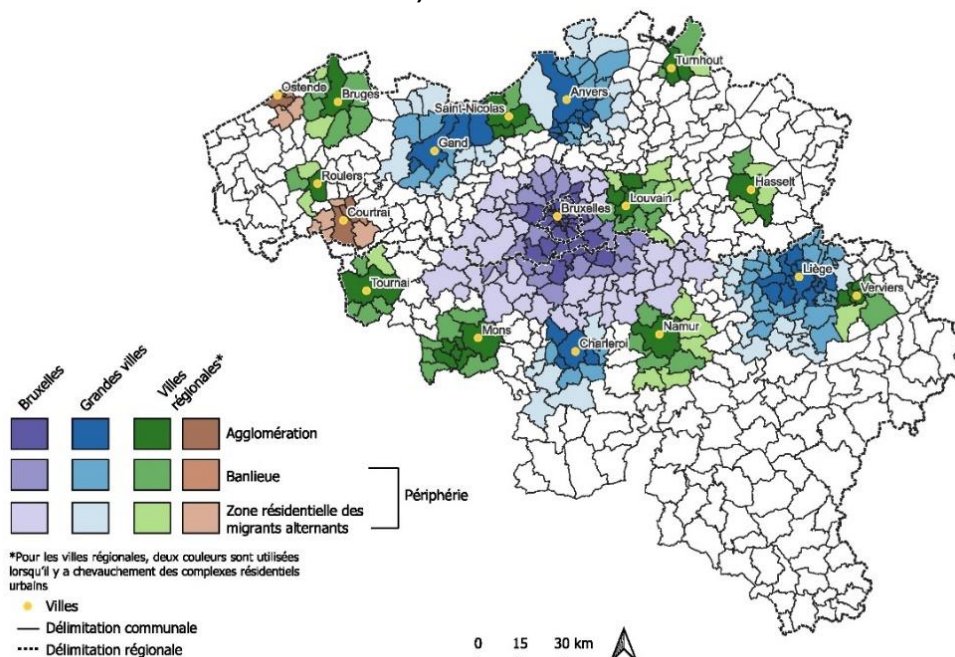 Ostende
Bruges
Saint-Nicolas
Anvers
Turnhout
Gand
Roulers
Courtrai
Bruxelles
Louvain
Hasselt
Tournai
Liège
Verviers
Mons
Charleroi
Namur
Bruxelles
Grandes villes
Villes
régionales*
Agglomération
Banlieue
Périphérie
Zone résidentielle des
migrants alternants
*Pour les villes régionales, deux couleurs sont utilisées
lorsqu'il y a chevauchement des complexes résidentiels
urbains
Villes
Délimitation communale
Délimitation régionale
0 15 30 km